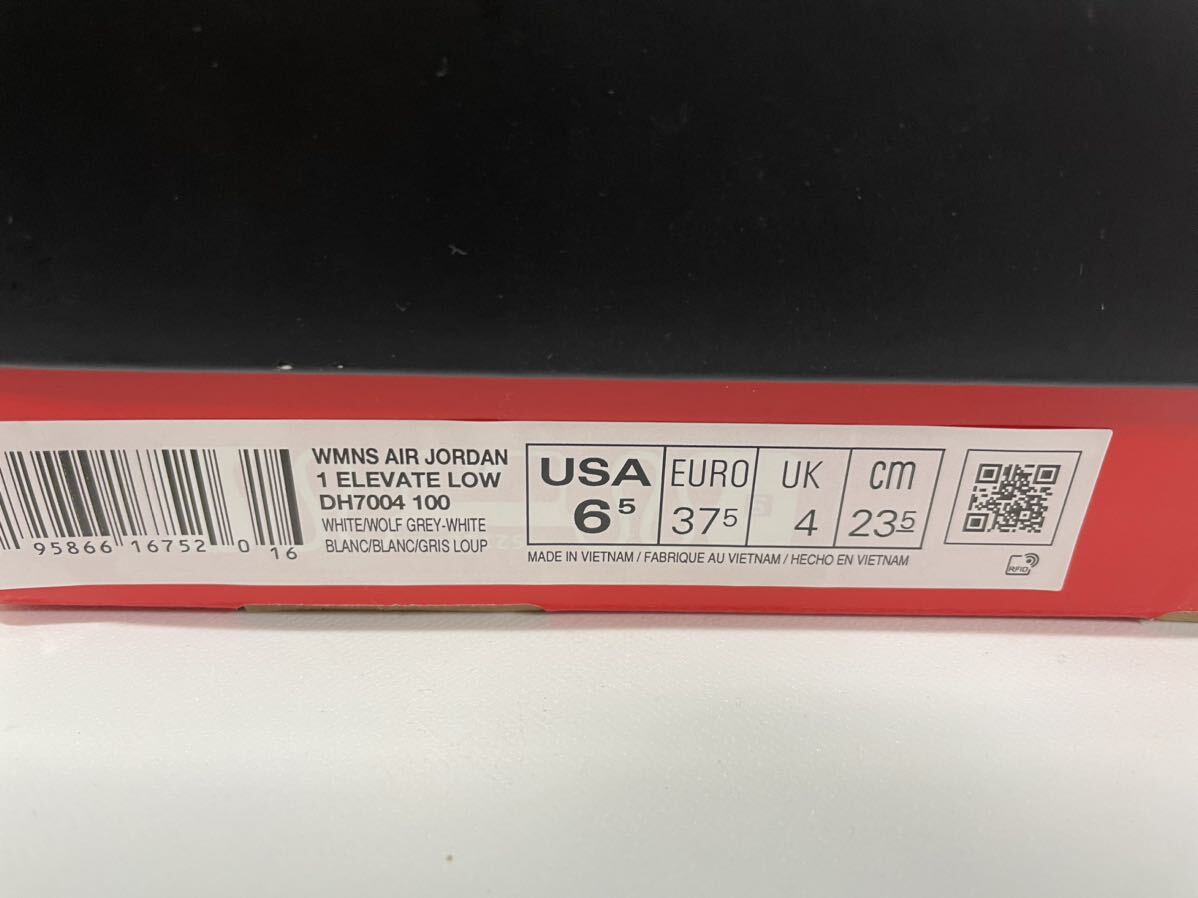 WMNS AIR JORDAN
1 ELEVATE LOW
DH7004 100
WHITE/WOLF GREY-WHITE
BLANC/BLANC/GRIS LOUP
95866 16752 0 16
USA EURO UK cm
6⁵ 37⁵ 4 23⁵
MADE IN VIETNAM / FABRIQUE AU VIETNAM / HECHO EN VIETNAM
RFID